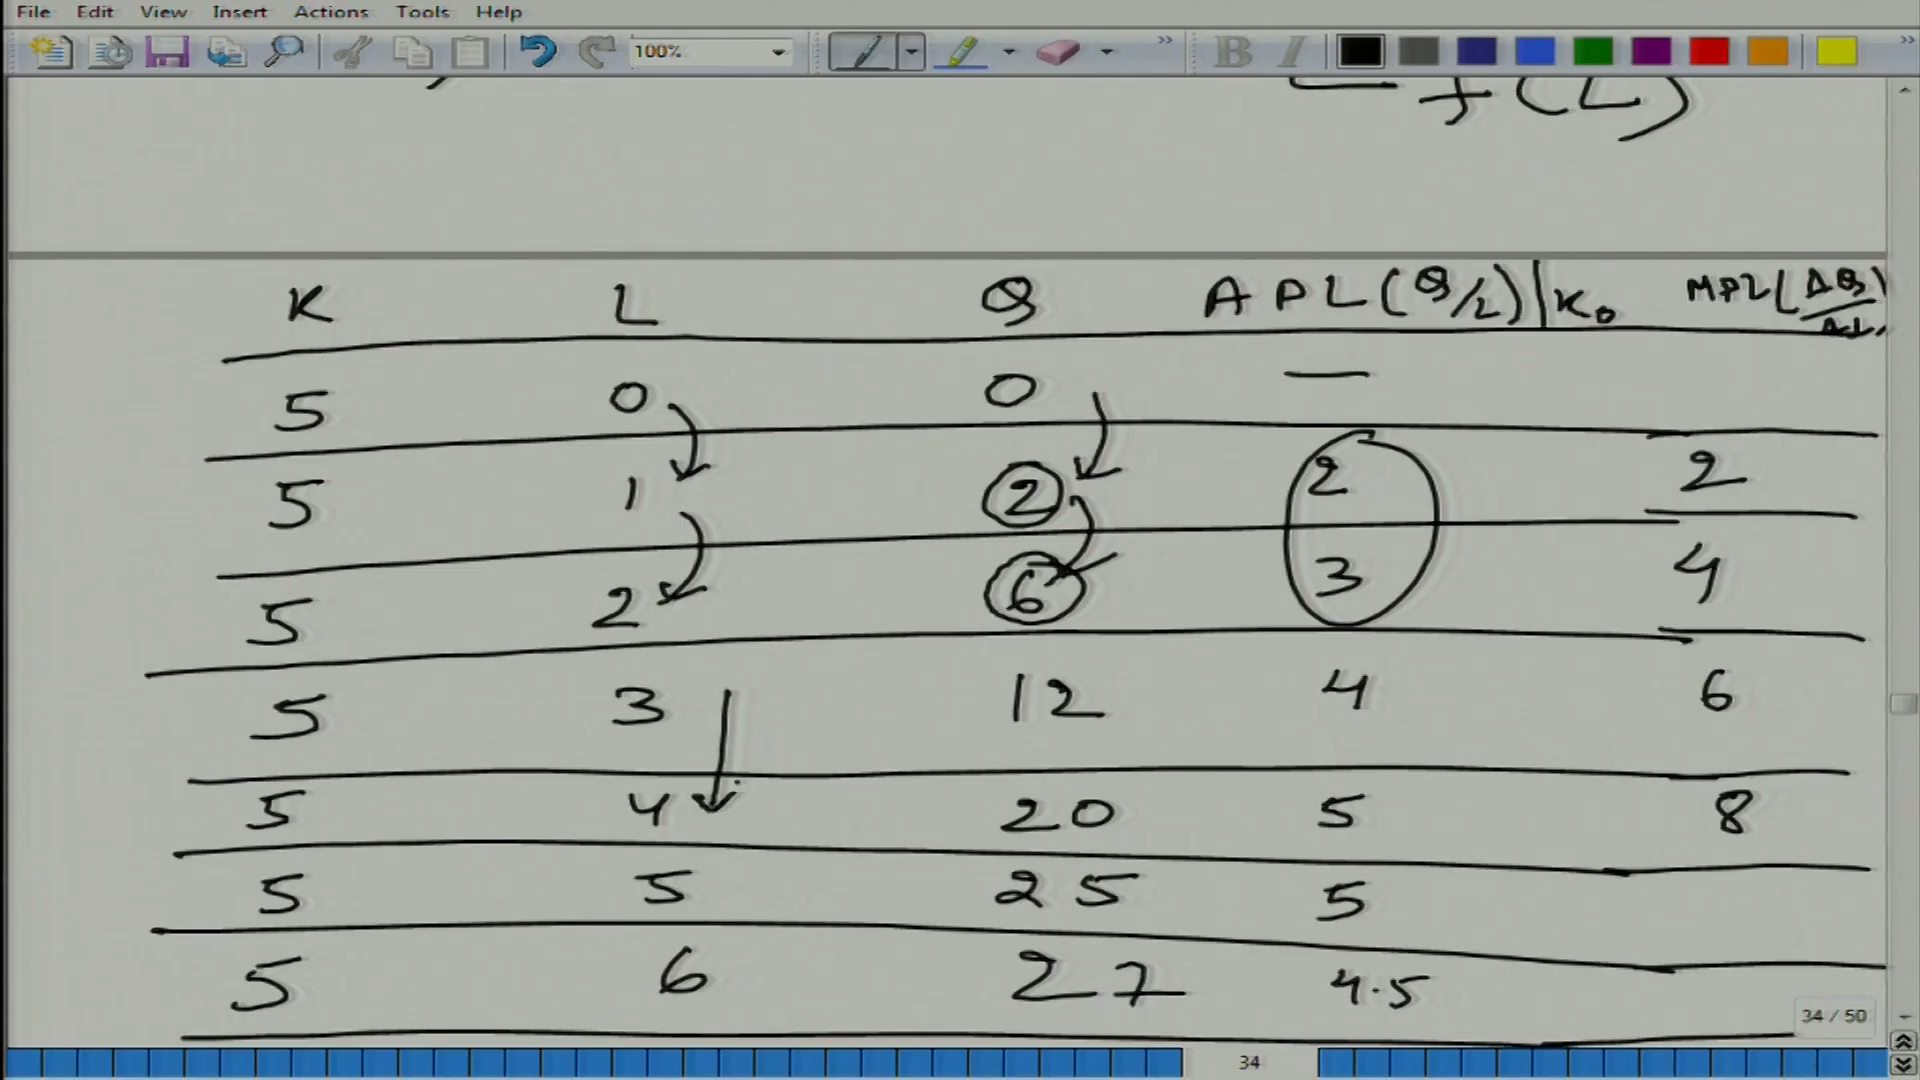 File Edit View Insert Actions Tools Help
100%
B I
f(L)
K L Q APL(Q/L)|K₀ MPL(ΔQ/ΔL)
5 0 0 —
5 1 2 2 2
5 2 6 3 4
5 3 12 4 6
5 4 20 5 8
5 5 25 5
5 6 27 4.5
34 / 50
34